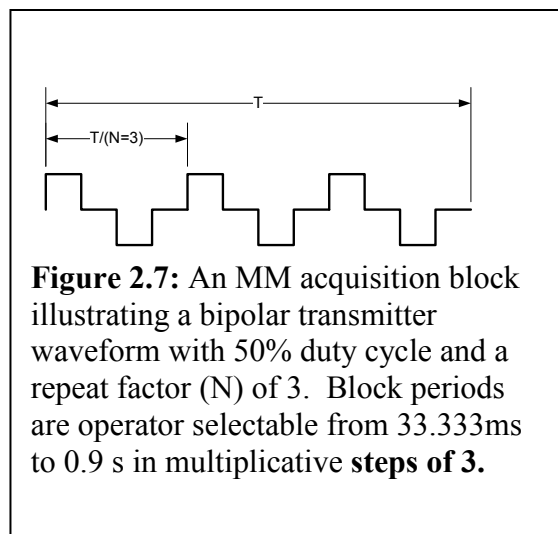 T
T/(N=3)
Figure 2.7: An MM acquisition block
illustrating a bipolar transmitter
waveform with 50% duty cycle and a
repeat factor (N) of 3. Block periods
are operator selectable from 33.333ms
to 0.9 s in multiplicative steps of 3.